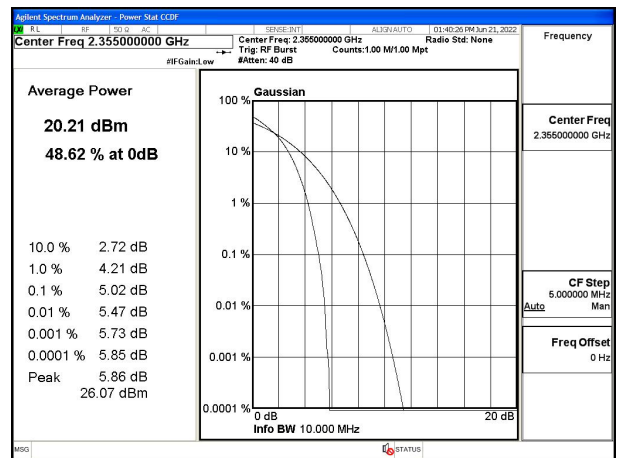 Agilent Spectrum Analyzer - Power Stat CCDF
RL RF 50 Ω AC SENSE:INT ALIGN AUTO 01:40:26 PM Jun 21, 2022
Center Freq 2.355000000 GHz
#IFGain:Low
Center Freq: 2.355000000 GHz Radio Std: None
Trig: RF Burst Counts:1.00 M/1.00 Mpt
#Atten: 40 dB
Frequency
Average Power
20.21 dBm
48.62 % at 0dB
10.0 % 2.72 dB
1.0 % 4.21 dB
0.1 % 5.02 dB
0.01 % 5.47 dB
0.001 % 5.73 dB
0.0001 % 5.85 dB
Peak 5.86 dB
26.07 dBm
Gaussian
100 %
10 %
1 %
0.1 %
0.01 %
0.001 %
0.0001 %
0 dB 20 dB
Info BW 10.000 MHz
Center Freq
2.355000000 GHz
CF Step
5.000000 MHz
Auto Man
Freq Offset
0 Hz
MSG STATUS